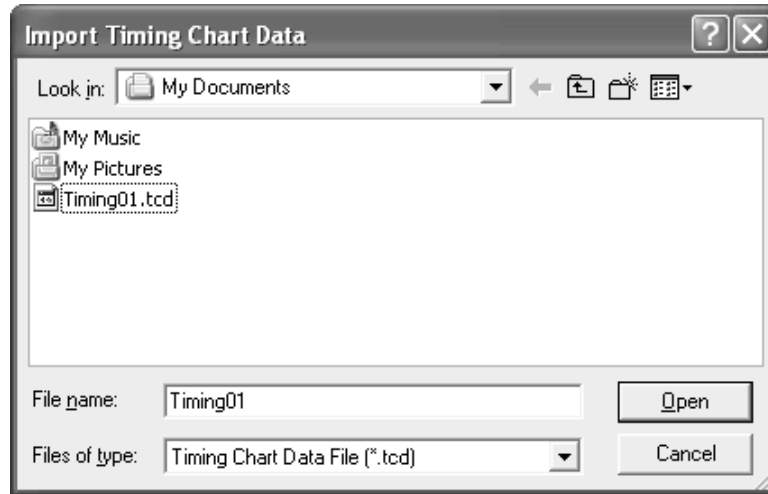 Import Timing Chart Data
Look in: My Documents
My Music
My Pictures
Timing01.tcd
File name: Timing01 Open
Files of type: Timing Chart Data File (*.tcd) Cancel